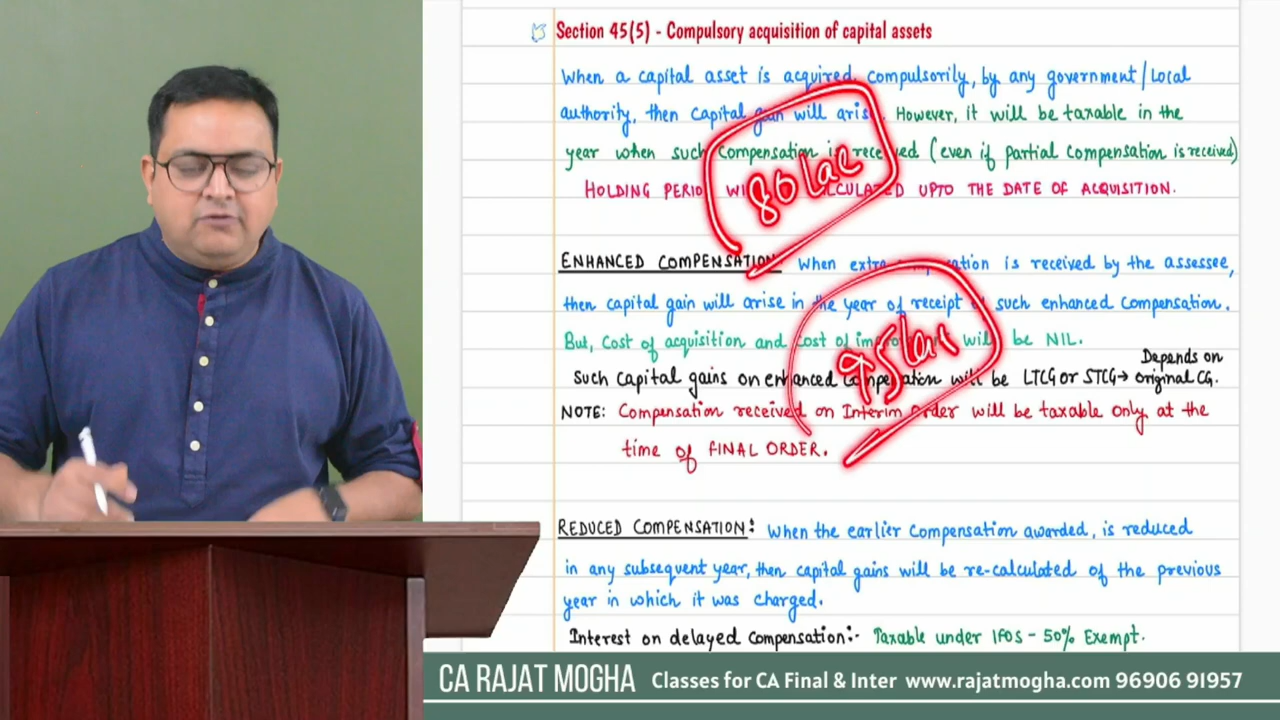 Section 45(5) - Compulsory acquisition of capital assets
When a capital asset is acquired compulsorily, by any government/Local
authority, then Capital gain will arise. However, it will be taxable in the
year when such Compensation is received (even if partial Compensation is received)
HOLDING PERIOD WILL CALCULATED UPTO THE DATE OF ACQUISITION.
80 lac
ENHANCED COMPENSATION: When extra compensation is received by the assessee,
then capital gain will arise in the year of receipt of such enhanced Compensation.
But, Cost of acquisition and Cost of improvement will be NIL.
Such Capital gains on enhanced Compensation will be LTCG or STCG→ Depends on original CG.
95 lac
NOTE: Compensation received on Interim Order will be taxable only at the
time of FINAL ORDER.
REDUCED COMPENSATION: When the earlier Compensation awarded, is reduced
in any subsequent year, then capital gains will be re-calculated of the previous
year in which it was charged.
Interest on delayed Compensation:- Taxable under IFOS - 50% Exempt.
CA RAJAT MOGHA Classes for CA Final & Inter www.rajatmogha.com 96906 91957